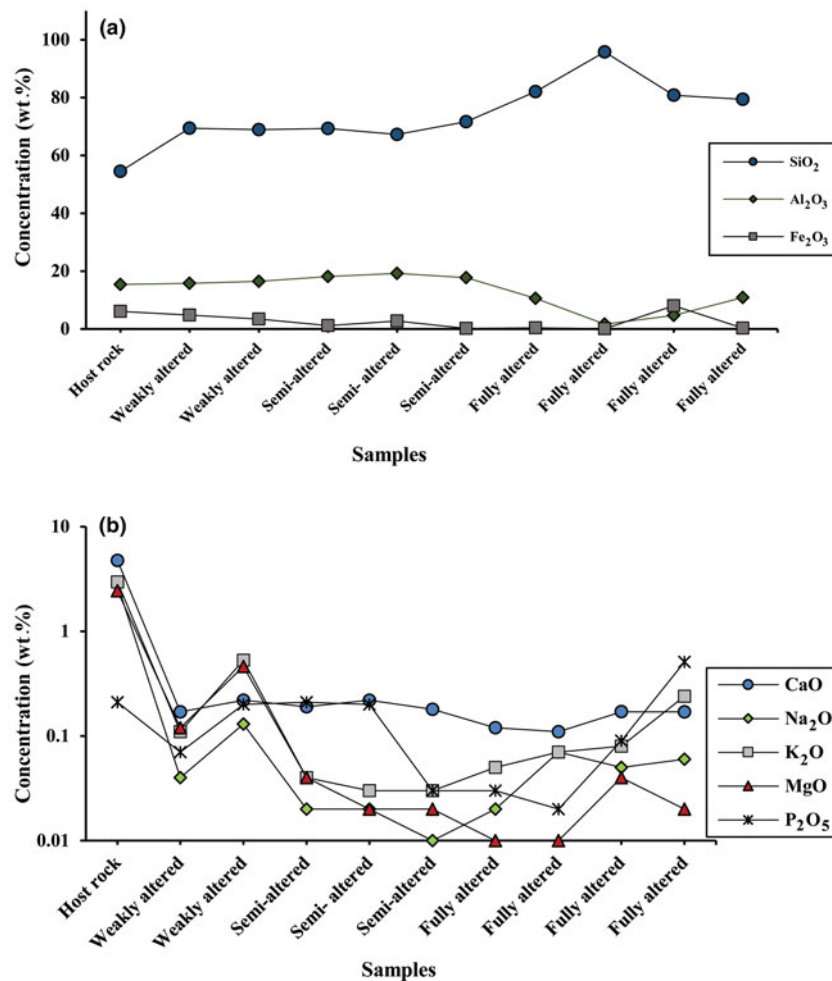 (a)
Concentration (wt.%)
100
80
60
40
20
0
SiO₂
Al₂O₃
Fe₂O₃
Host rock
Weakly altered
Weakly altered
Semi-altered
Semi- altered
Semi-altered
Fully altered
Fully altered
Fully altered
Fully altered
Samples
(b)
Concentration (wt.%)
10
1
0.1
0.01
CaO
Na₂O
K₂O
MgO
P₂O₅
Host rock
Weakly altered
Weakly altered
Semi-altered
Semi- altered
Semi-altered
Fully altered
Fully altered
Fully altered
Fully altered
Samples